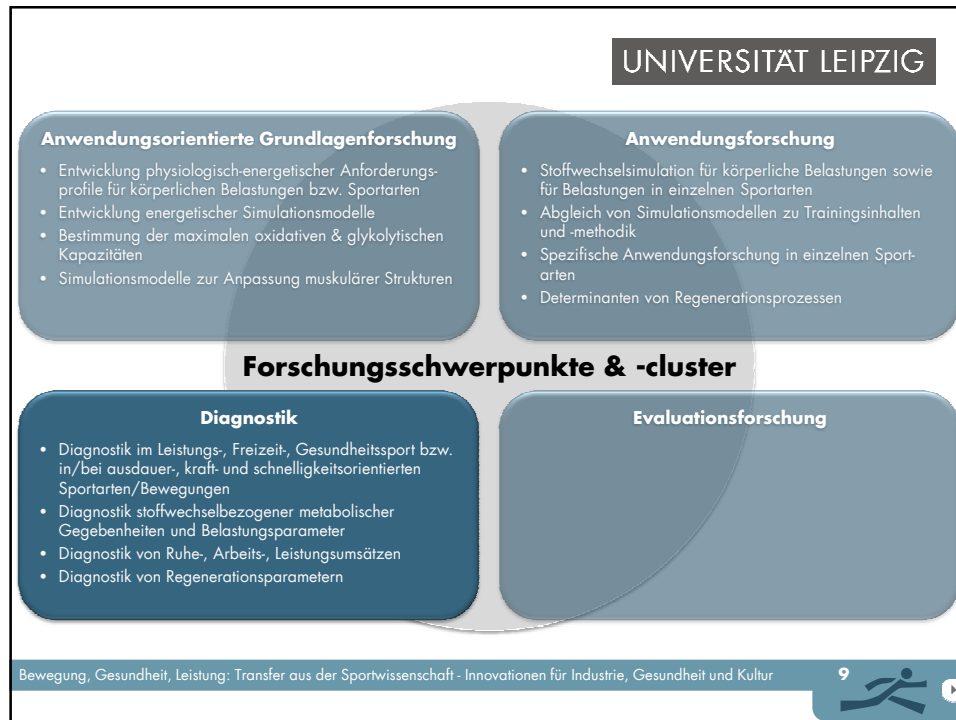 UNIVERSITÄT LEIPZIG
Anwendungsorientierte Grundlagenforschung
• Entwicklung physiologisch-energetischer Anforderungs-
profile für körperlichen Belastungen bzw. Sportarten
• Entwicklung energetischer Simulationsmodelle
• Bestimmung der maximalen oxidativen & glykolytischen
Kapazitäten
• Simulationsmodelle zur Anpassung muskulärer Strukturen
Anwendungsforschung
• Stoffwechselsimulation für körperliche Belastungen sowie
für Belastungen in einzelnen Sportarten
• Abgleich von Simulationsmodellen zu Trainingsinhalten
und -methodik
• Spezifische Anwendungsforschung in einzelnen Sport-
arten
• Determinanten von Regenerationsprozessen
Forschungsschwerpunkte & -cluster
Diagnostik
• Diagnostik im Leistungs-, Freizeit-, Gesundheitssport bzw.
in/bei ausdauer-, kraft- und schnelligkeitsorientierten
Sportarten/Bewegungen
• Diagnostik stoffwechselbezogener metabolischer
Gegebenheiten und Belastungsparameter
• Diagnostik von Ruhe-, Arbeits-, Leistungsumsätzen
• Diagnostik von Regenerationsparametern
Evaluationsforschung
Bewegung, Gesundheit, Leistung: Transfer aus der Sportwissenschaft - Innovationen für Industrie, Gesundheit und Kultur
9